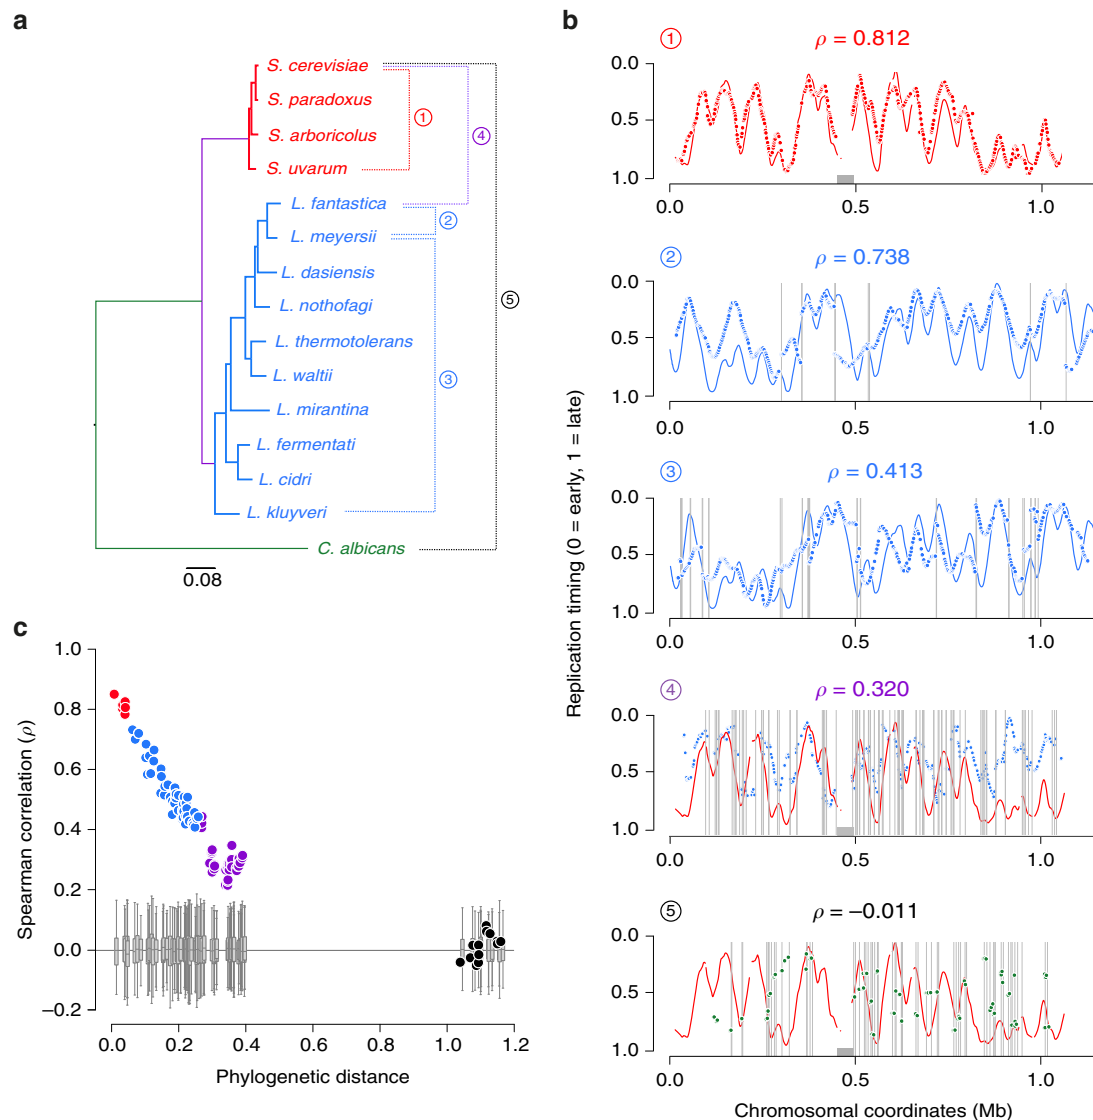 a
S. cerevisiae
S. paradoxus
S. arboricolus
S. uvarum
L. fantastica
L. meyersii
L. dasiensis
L. nothofagi
L. thermotolerans
L. waltii
L. mirantina
L. fermentati
L. cidri
L. kluyveri
C. albicans
1
4
2
5
3
0.08
b
Replication timing (0 = early, 1 = late)
1
ρ = 0.812
0.0
0.5
1.0
0.0 0.5 1.0
2
ρ = 0.738
0.0
0.5
1.0
0.0 0.5 1.0
3
ρ = 0.413
0.0
0.5
1.0
0.0 0.5 1.0
4
ρ = 0.320
0.0
0.5
1.0
0.0 0.5 1.0
5
ρ = −0.011
0.0
0.5
1.0
0.0 0.5 1.0
Chromosomal coordinates (Mb)
c
Spearman correlation (ρ)
1.0
0.8
0.6
0.4
0.2
0.0
−0.2
0.0 0.2 0.4 0.6 0.8 1.0 1.2
Phylogenetic distance